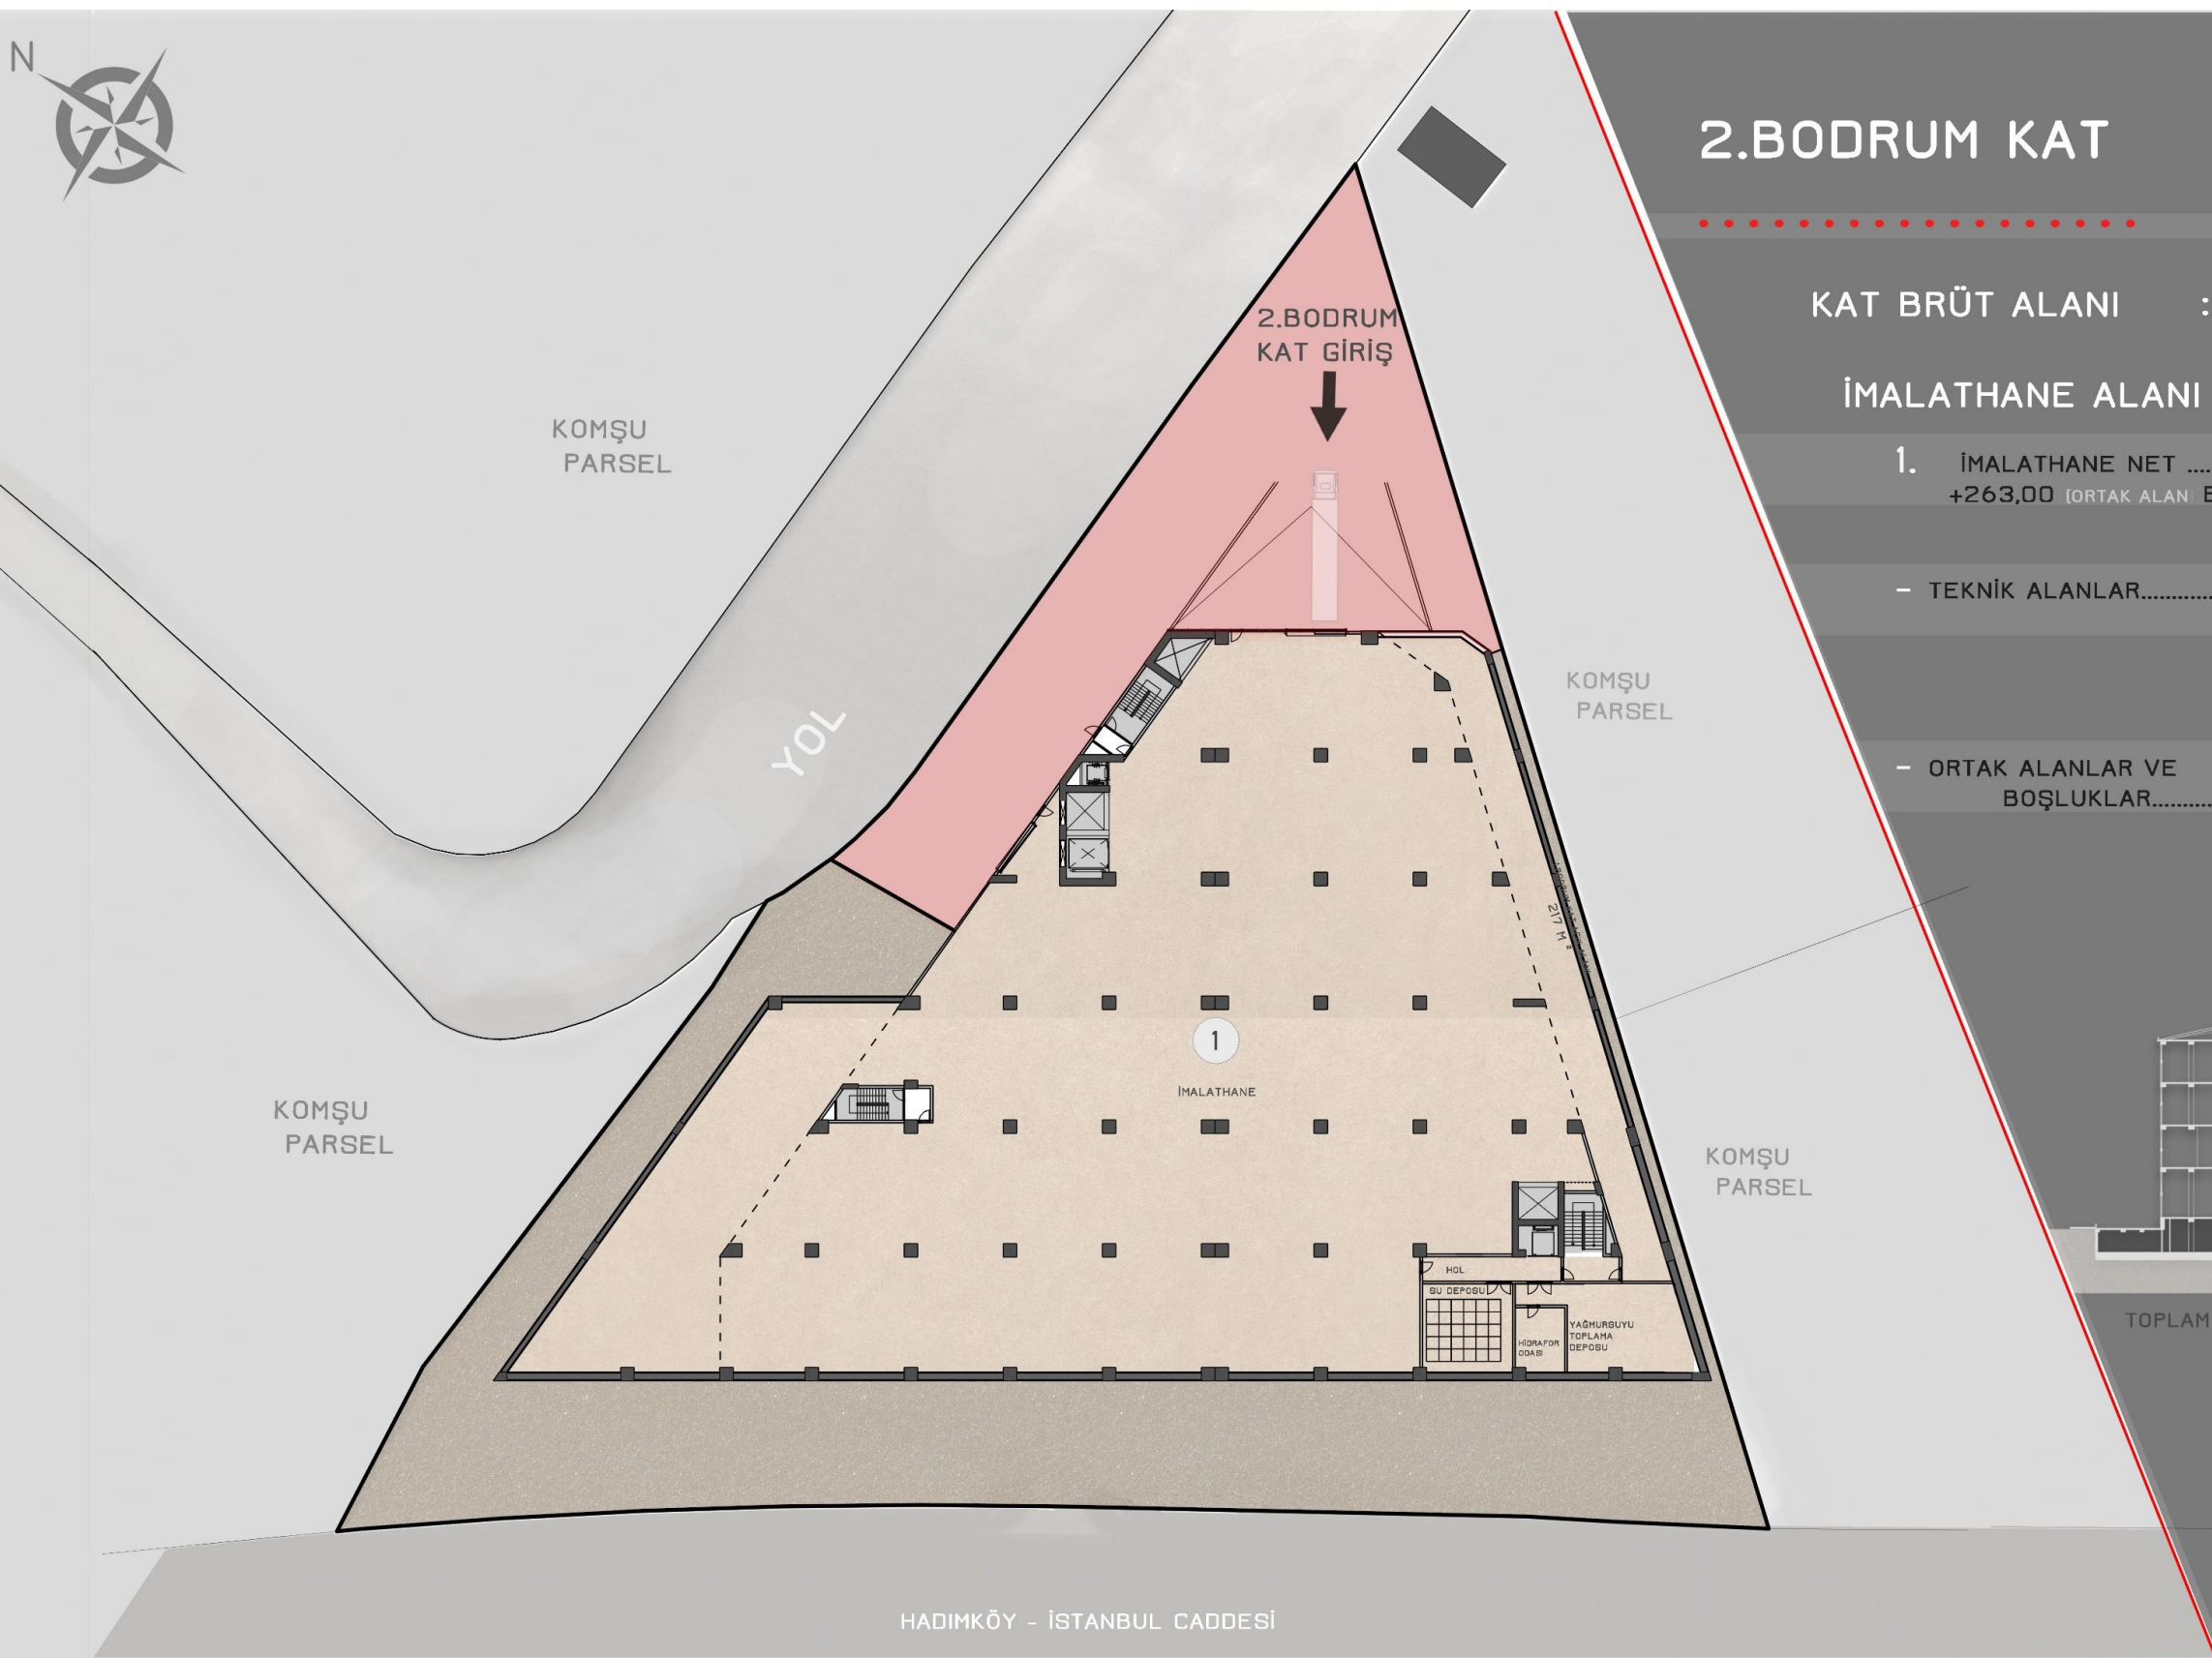 N
2.BODRUM KAT
KAT BRÜT ALANI :
İMALATHANE ALANI
1. İMALATHANE NET ....
+263,00 (ORTAK ALAN) B
- TEKNİK ALANLAR............
- ORTAK ALANLAR VE
BOŞLUKLAR..........
2.BODRUM
KAT GİRİŞ
KOMŞU
PARSEL
YOL
KOMŞU
PARSEL
217 M²
1
İMALATHANE
KOMŞU
PARSEL
KOMŞU
PARSEL
HOL
SU DEPOSU
HİDRAFOR
ODASI
YAĞMURSUYU
TOPLAMA
DEPOSU
TOPLAM
HADIMKÖY - İSTANBUL CADDESİ